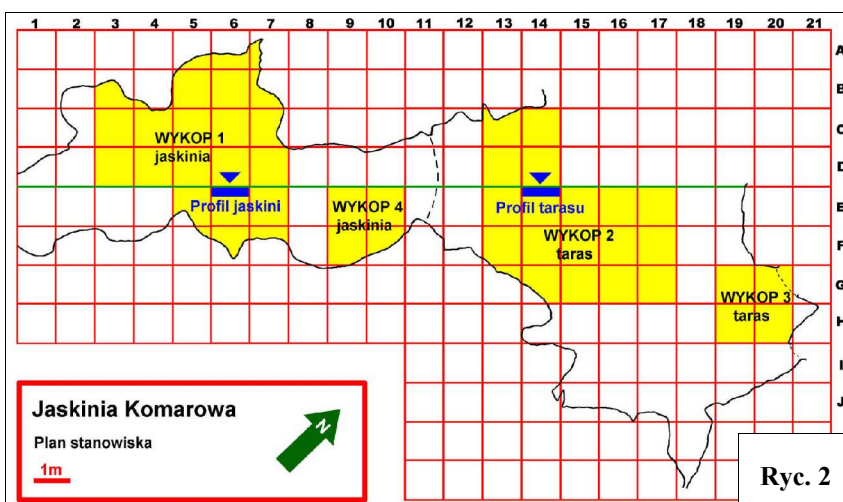 1 2 3 4 5 6 7 8 9 10 11 12 13 14 15 16 17 18 19 20 21
A
B
C
D
E
F
G
H
I
J
WYKOP 1
jaskinia
Profil jaskini
WYKOP 4
jaskinia
Profil tarasu
WYKOP 2
taras
WYKOP 3
taras
Jaskinia Komarowa
Plan stanowiska
1m
N
Ryc. 2